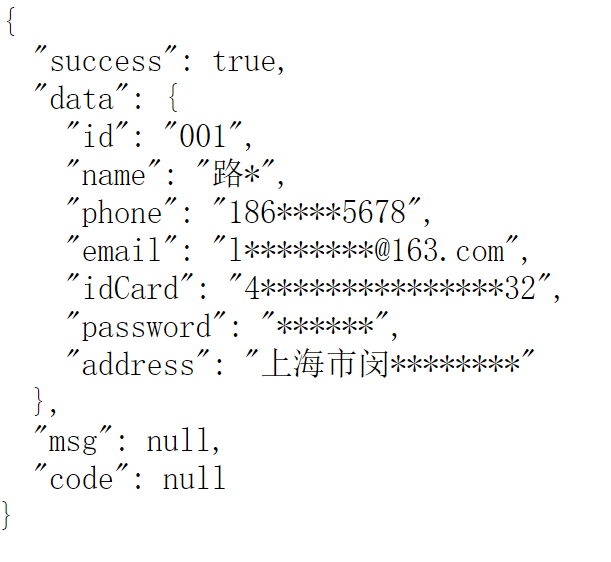 {
"success": true,
"data": {
"id": "001",
"name": "路*",
"phone": "186****5678",
"email": "l********@163.com",
"idCard": "4***************32",
"password": "******",
"address": "上海市闵********"
},
"msg": null,
"code": null
}